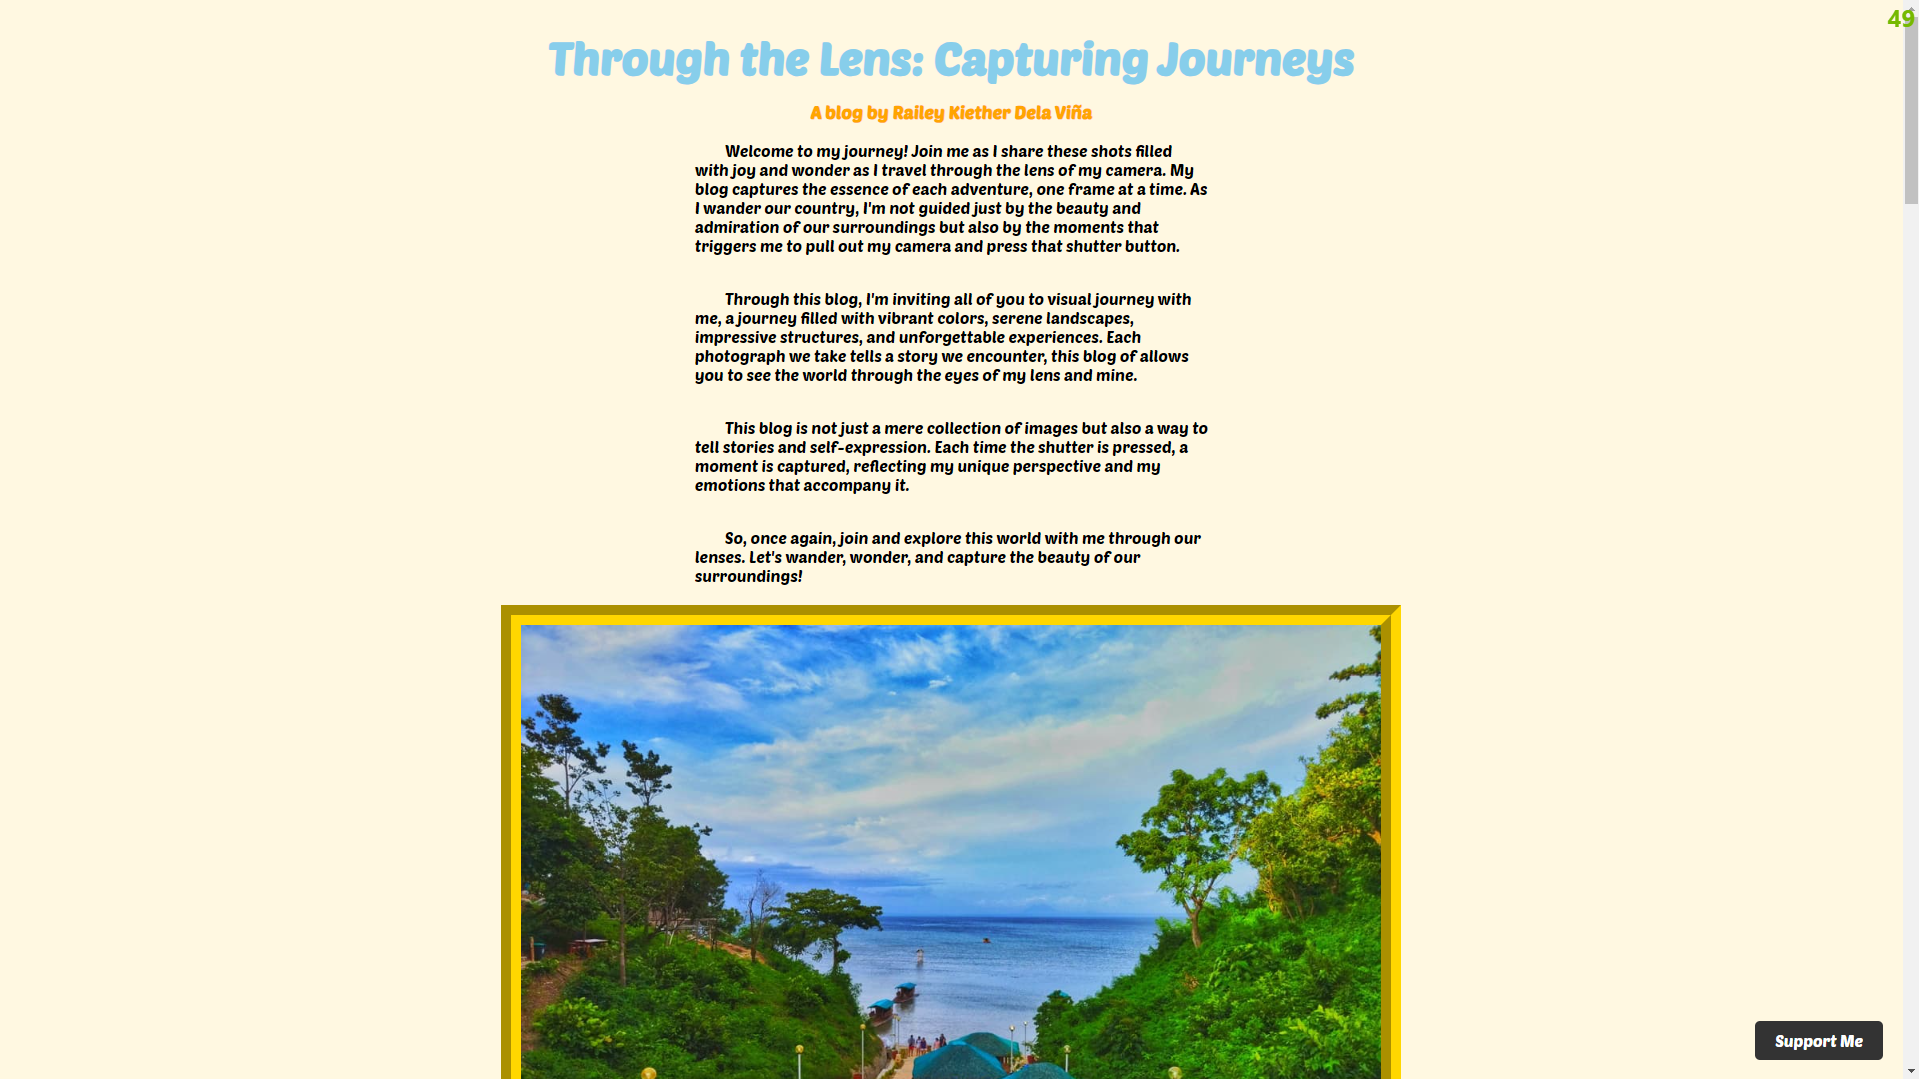 49
Through the Lens: Capturing Journeys
A blog by Railey Kiether Dela Viña
Welcome to my journey! Join me as I share these shots filled
with joy and wonder as I travel through the lens of my camera. My
blog captures the essence of each adventure, one frame at a time. As
I wander our country, I'm not guided just by the beauty and
admiration of our surroundings but also by the moments that
triggers me to pull out my camera and press that shutter button.
Through this blog, I'm inviting all of you to visual journey with
me, a journey filled with vibrant colors, serene landscapes,
impressive structures, and unforgettable experiences. Each
photograph we take tells a story we encounter, this blog of allows
you to see the world through the eyes of my lens and mine.
This blog is not just a mere collection of images but also a way to
tell stories and self-expression. Each time the shutter is pressed, a
moment is captured, reflecting my unique perspective and my
emotions that accompany it.
So, once again, join and explore this world with me through our
lenses. Let's wander, wonder, and capture the beauty of our
surroundings!
Support Me